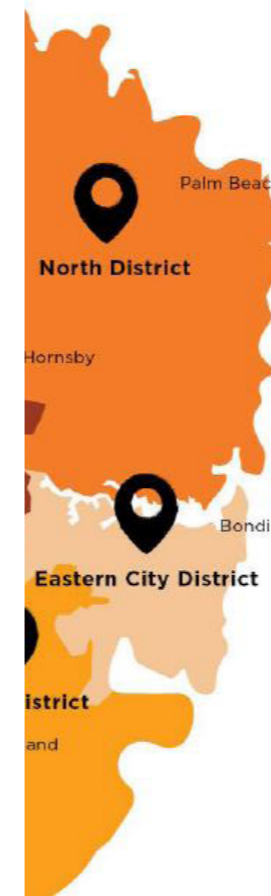 Palm Beac
North District
Hornsby
Bondi
Eastern City District
istrict
and